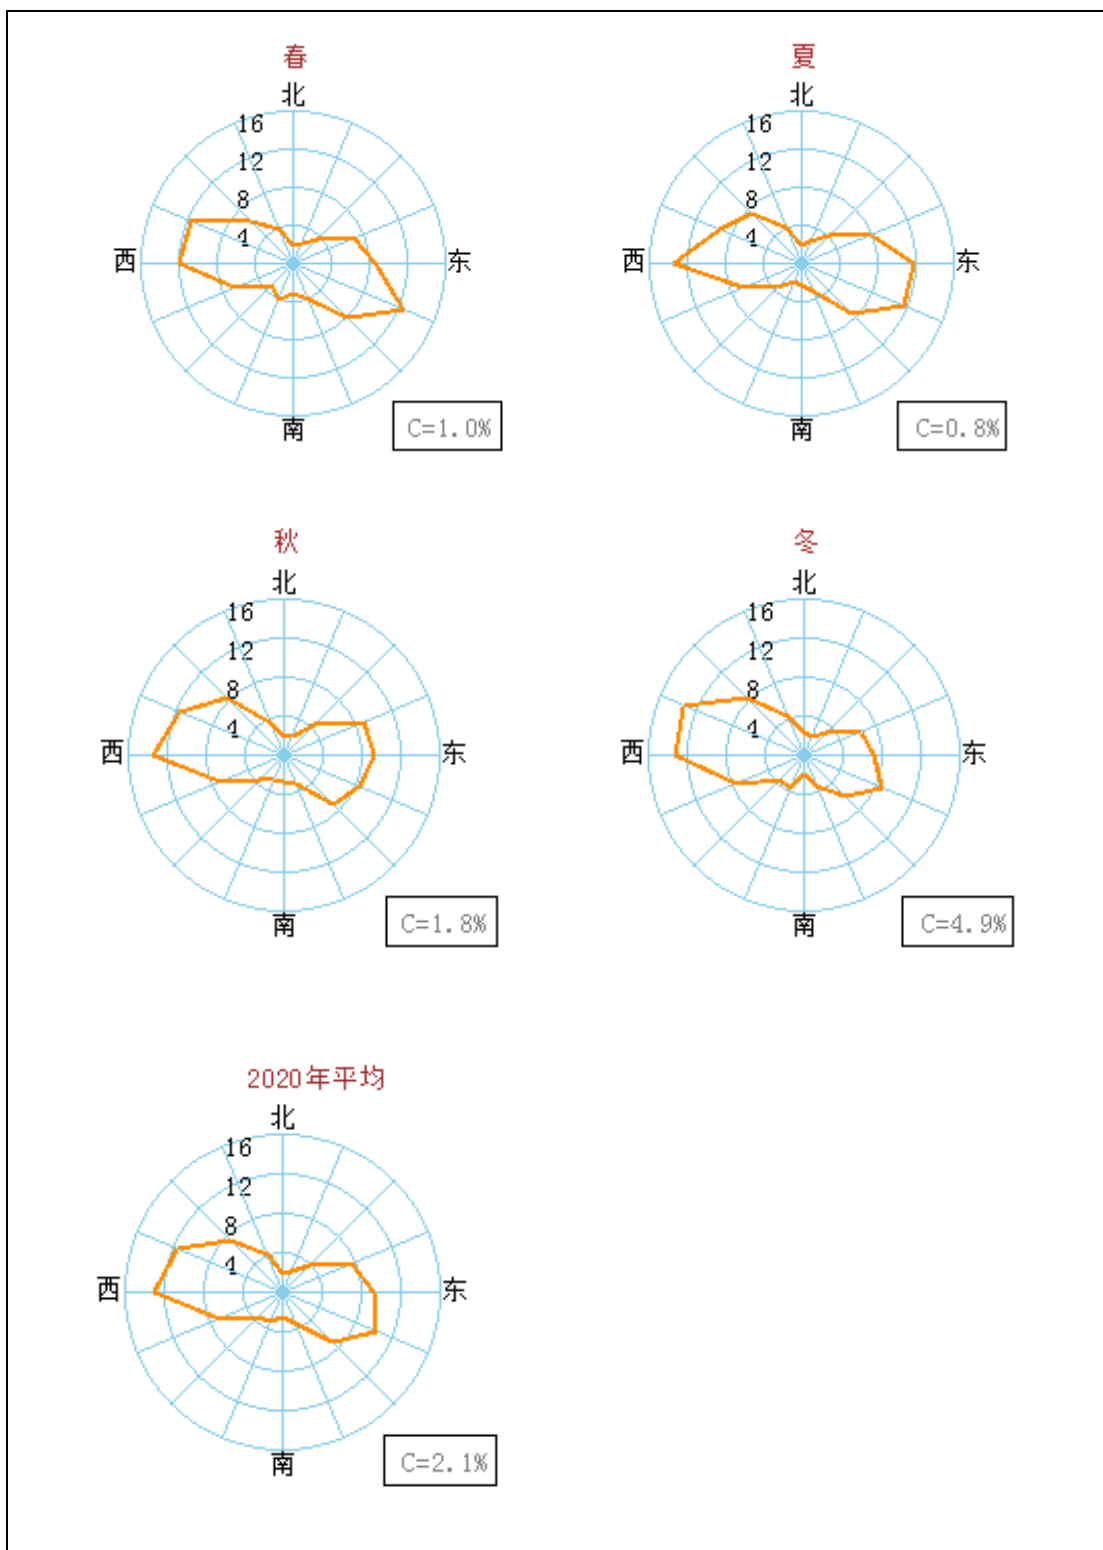 春
北
16
12
8
4
西
东
南
C=1.0%
夏
北
16
12
8
4
西
东
南
C=0.8%
秋
北
16
12
8
4
西
东
南
C=1.8%
冬
北
16
12
8
4
西
东
南
C=4.9%
2020年平均
北
16
12
8
4
西
东
南
C=2.1%